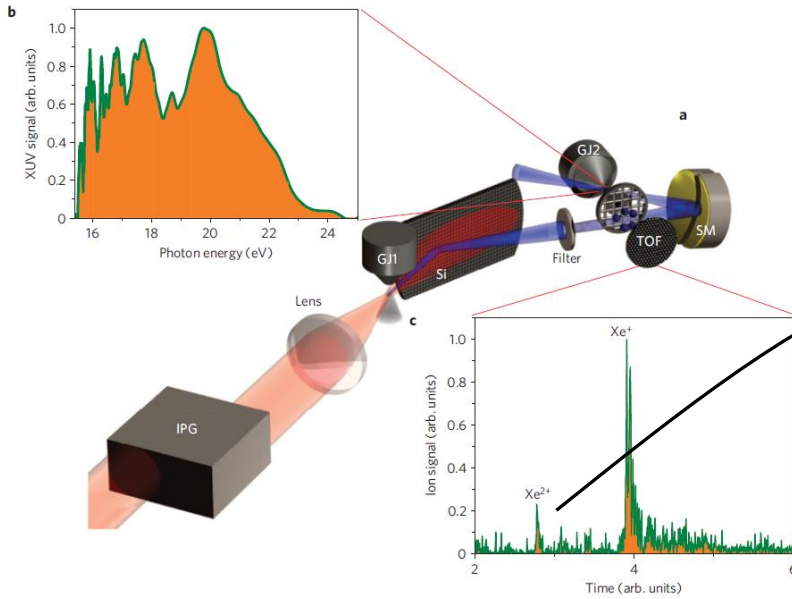 b
XUV signal (arb. units)
1.0
0.8
0.6
0.4
0.2
0
16 18 20 22 24
Photon energy (eV)
a
GJ2
SM
TOF
Filter
GJ1
Si
Lens
IPG
c
Xe⁺
Xe²⁺
Ion signal (arb. units)
1.0
0.8
0.6
0.4
0.2
0
2 4 6
Time (arb. units)